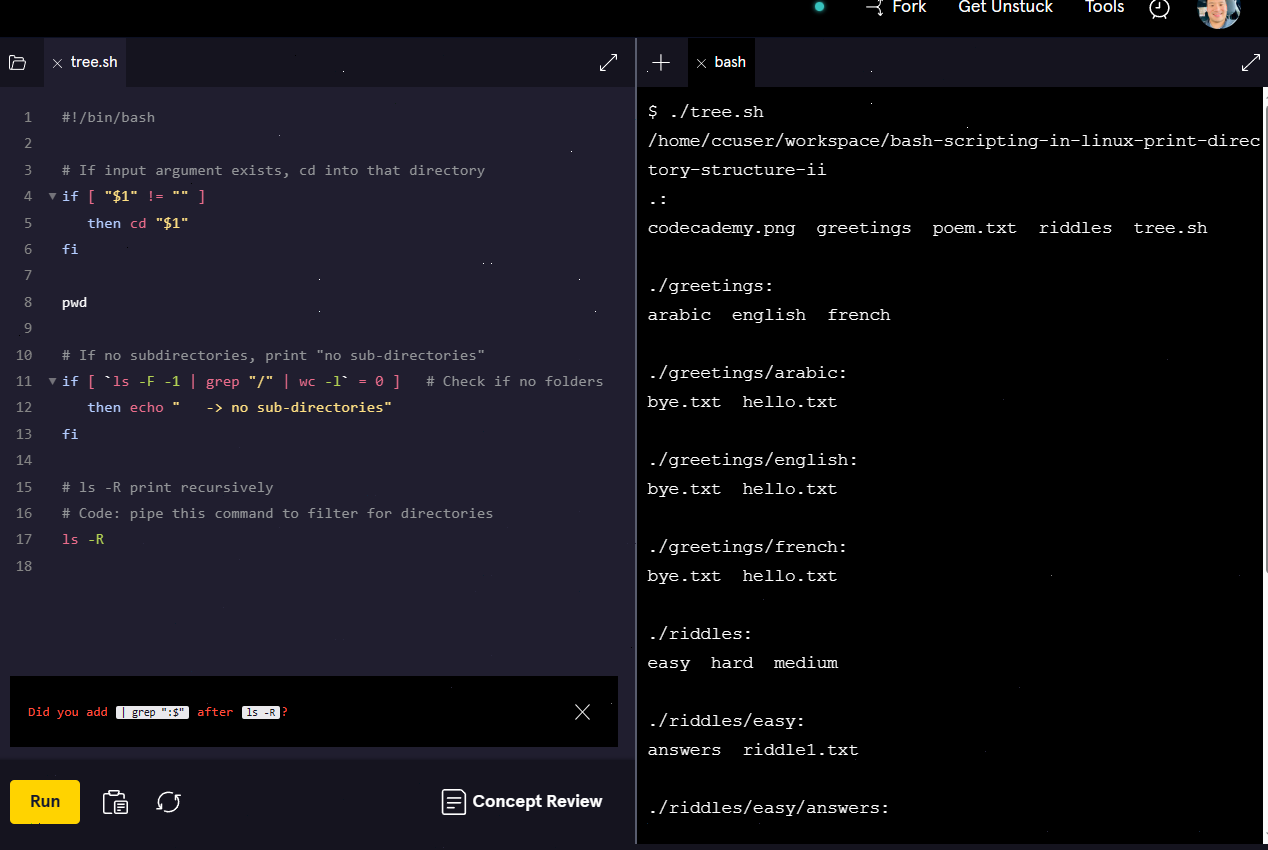 Fork Get Unstuck Tools
tree.sh
bash
1 #!/bin/bash
2
3 # If input argument exists, cd into that directory
4 if [ "$1" != "" ]
5 then cd "$1"
6 fi
7
8 pwd
9
10 # If no subdirectories, print "no sub-directories"
11 if [ `ls -F -1 | grep "/" | wc -l` = 0 ] # Check if no folders
12 then echo "   -> no sub-directories"
13 fi
14
15 # ls -R print recursively
16 # Code: pipe this command to filter for directories
17 ls -R
18
Did you add | grep ":$" after ls -R ?
Run
Concept Review
$ ./tree.sh
/home/ccuser/workspace/bash-scripting-in-linux-print-direc
tory-structure-ii
.:
codecademy.png  greetings  poem.txt  riddles  tree.sh
./greetings:
arabic  english  french
./greetings/arabic:
bye.txt  hello.txt
./greetings/english:
bye.txt  hello.txt
./greetings/french:
bye.txt  hello.txt
./riddles:
easy  hard  medium
./riddles/easy:
answers  riddle1.txt
./riddles/easy/answers: